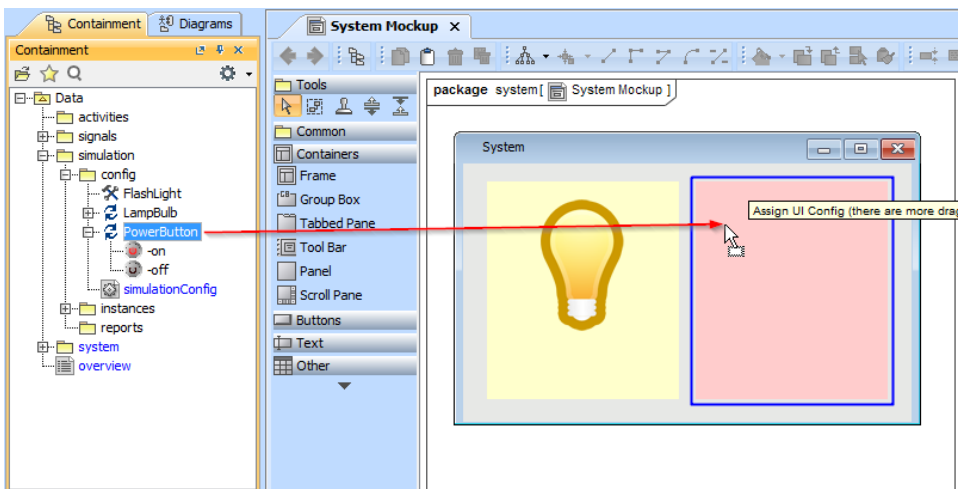 Containment
Diagrams
System Mockup X
Containment
Data
activities
signals
simulation
config
FlashLight
LampBulb
PowerButton
-on
-off
simulationConfig
instances
reports
system
overview
Tools
Common
Containers
Frame
Group Box
Tabbed Pane
Tool Bar
Panel
Scroll Pane
Buttons
Text
Other
package system[ System Mockup ]
System
Assign UI Config (there are more drag